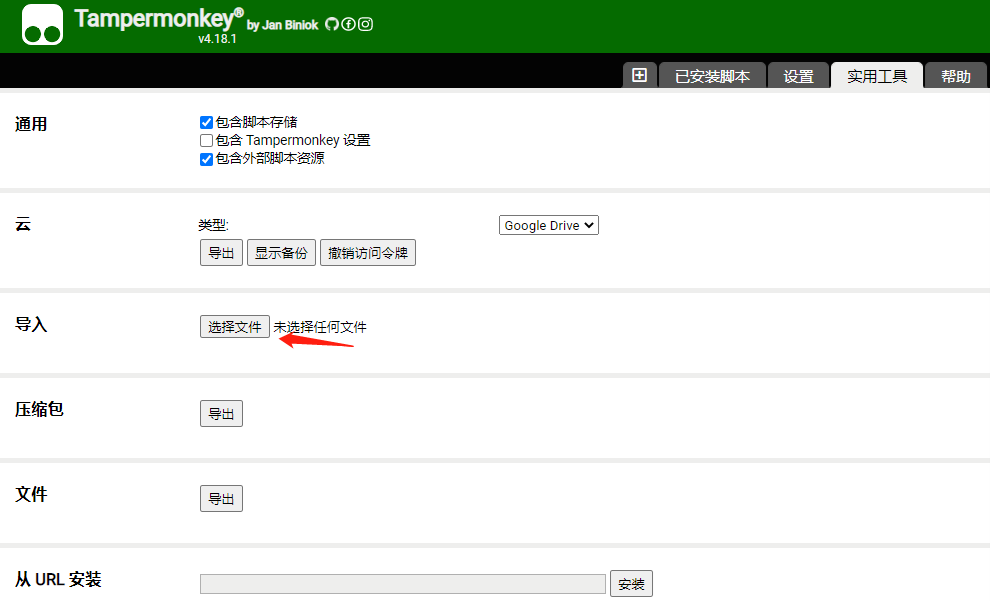 Tampermonkey® by Jan Biniok
v4.18.1
已安装脚本 设置 实用工具 帮助
通用
包含脚本存储
包含 Tampermonkey 设置
包含外部脚本资源
云
类型:
Google Drive
导出 显示备份 撤销访问令牌
导入
选择文件 未选择任何文件
压缩包
导出
文件
导出
从 URL 安装
安装